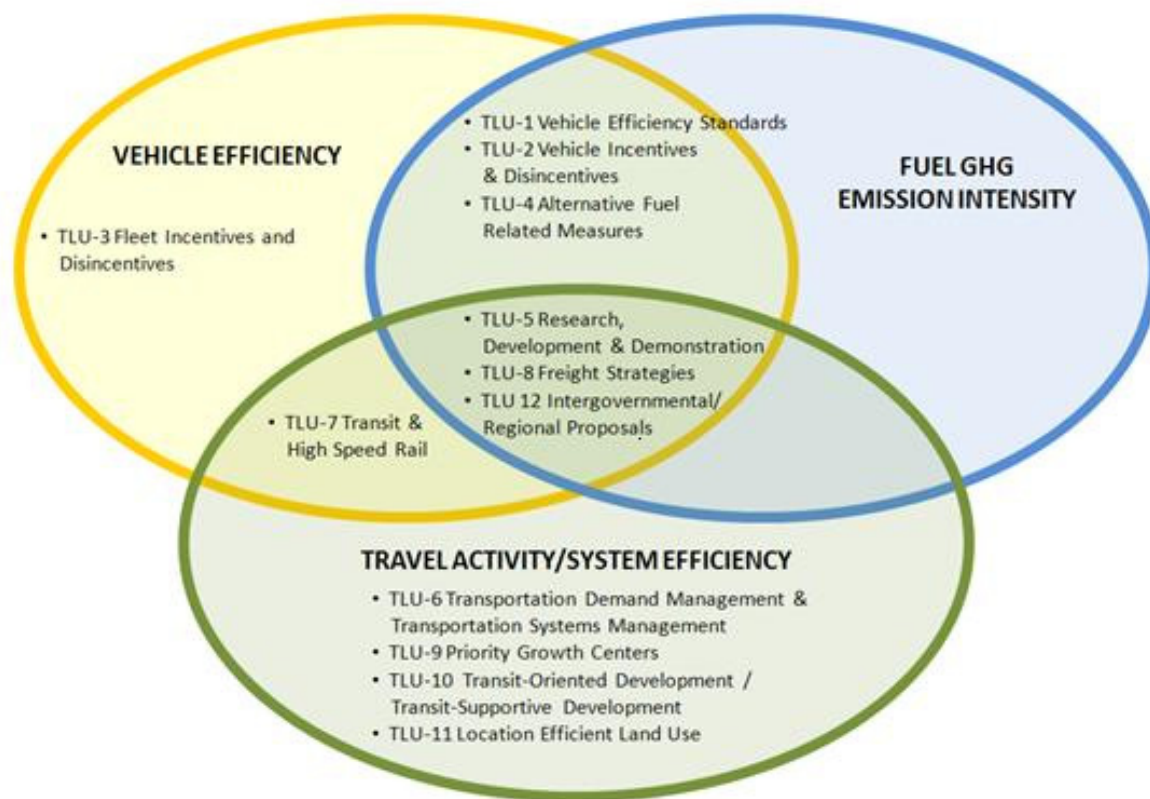 VEHICLE EFFICIENCY
• TLU-3 Fleet Incentives and
Disincentives
• TLU-1 Vehicle Efficiency Standards
• TLU-2 Vehicle Incentives
& Disincentives
• TLU-4 Alternative Fuel
Related Measures
FUEL GHG
EMISSION INTENSITY
• TLU-5 Research,
Development & Demonstration
• TLU-8 Freight Strategies
• TLU 12 Intergovernmental/
Regional Proposals
• TLU-7 Transit &
High Speed Rail
TRAVEL ACTIVITY/SYSTEM EFFICIENCY
• TLU-6 Transportation Demand Management &
Transportation Systems Management
• TLU-9 Priority Growth Centers
• TLU-10 Transit-Oriented Development /
Transit-Supportive Development
• TLU-11 Location Efficient Land Use